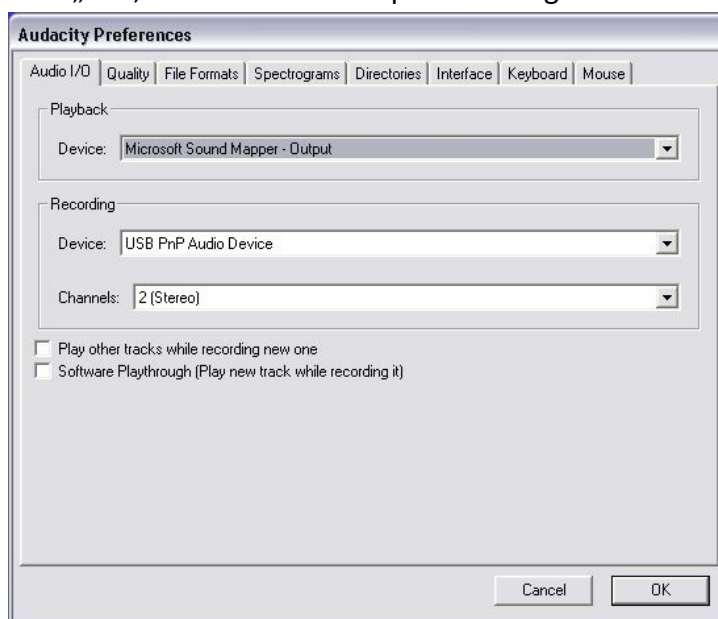 Audacity Preferences
Audio I/O Quality File Formats Spectrograms Directories Interface Keyboard Mouse
Playback
Device: Microsoft Sound Mapper - Output
Recording
Device: USB PnP Audio Device
Channels: 2 (Stereo)
Play other tracks while recording new one
Software Playthrough (Play new track while recording it)
Cancel OK